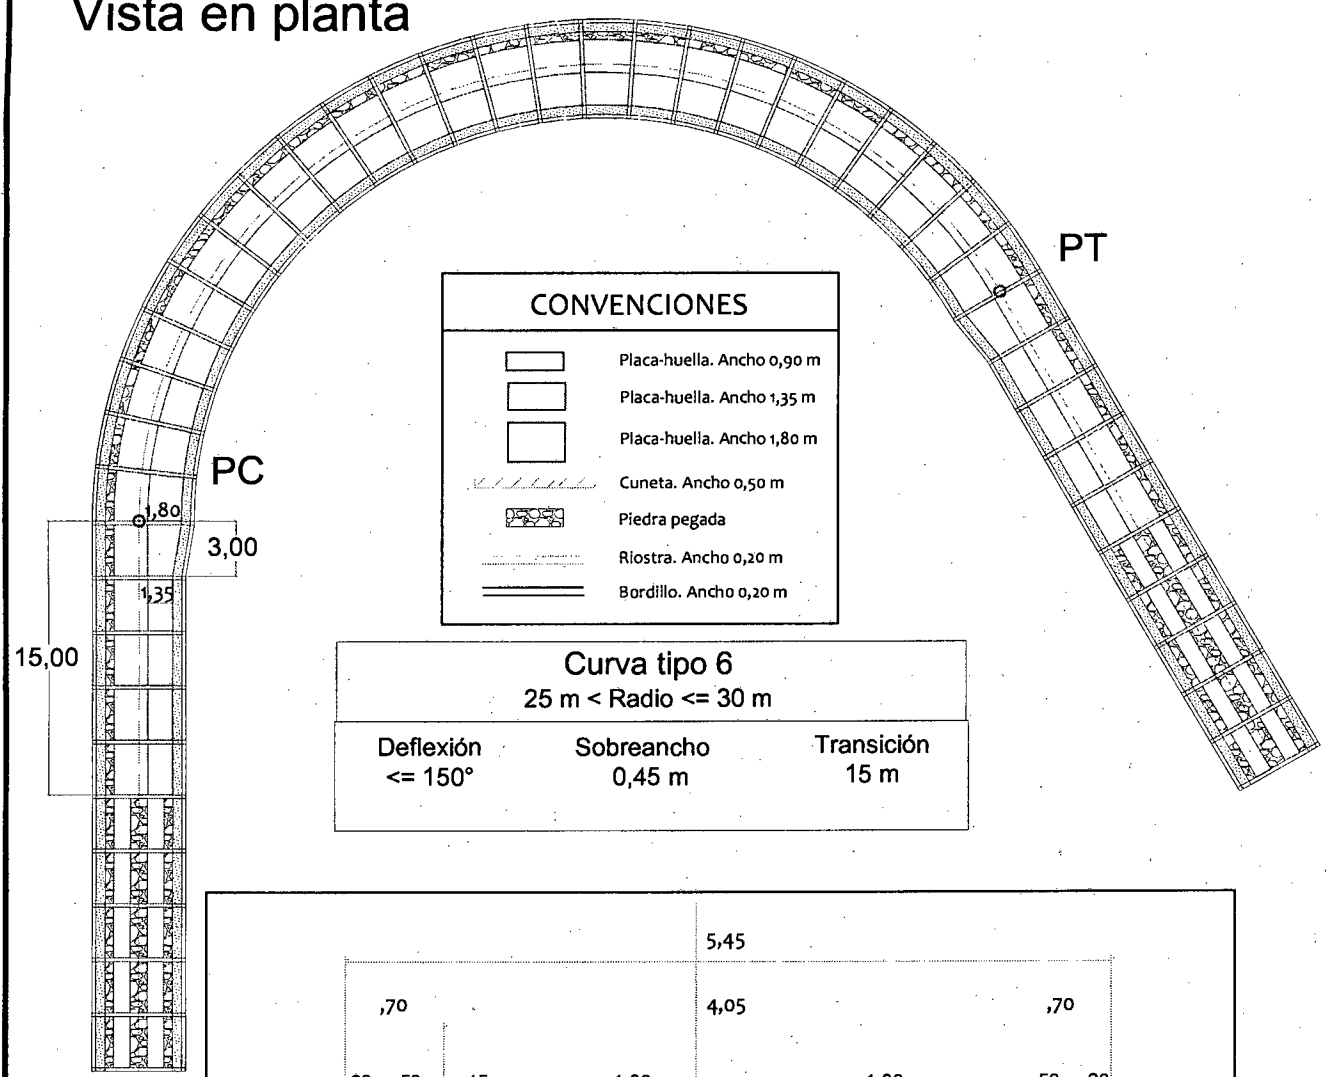 Vista en planta
PT
CONVENCIONES
Placa-huella. Ancho 0,90 m
Placa-huella. Ancho 1,35 m
Placa-huella. Ancho 1,80 m
Cuneta. Ancho 0,50 m
Piedra pegada
Riostra. Ancho 0,20 m
Bordillo. Ancho 0,20 m
PC
1,80
3,00
1,35
15,00
Curva tipo 6
25 m < Radio <= 30 m
Deflexión Sobreancho Transición
<= 150° 0,45 m 15 m
5,45
,70 4,05 ,70